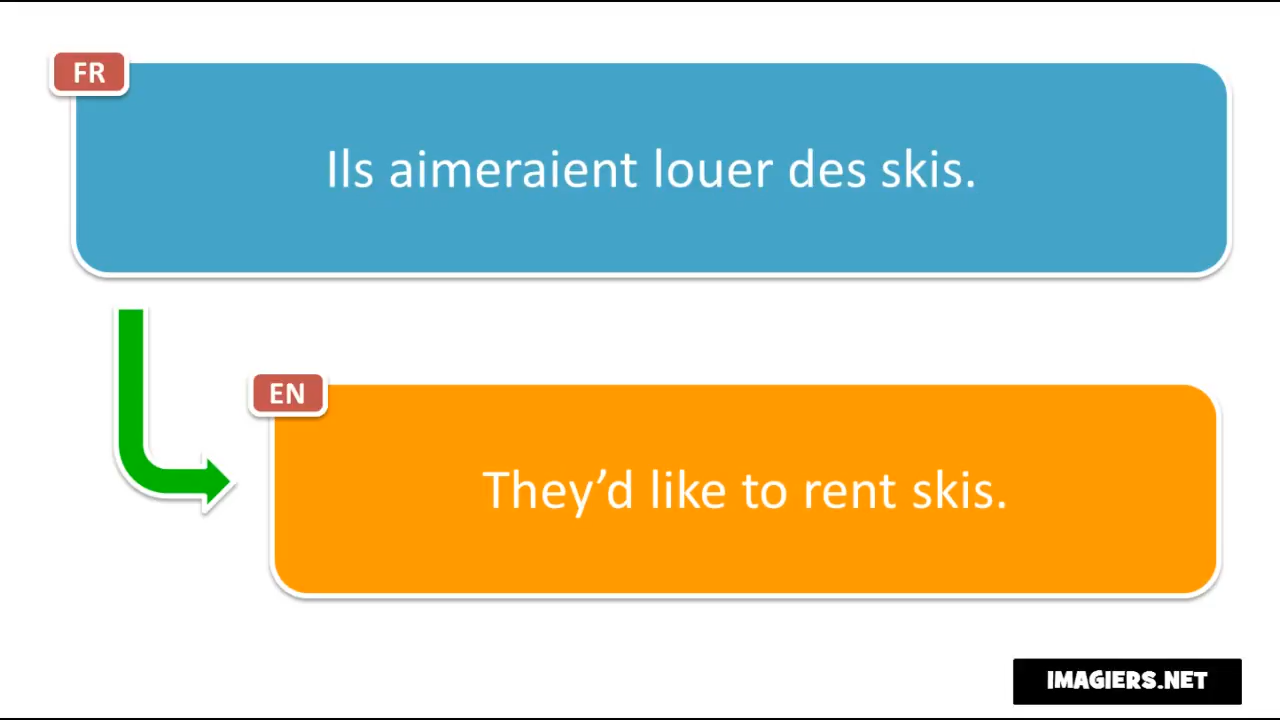 FR
Ils aimeraient louer des skis.
EN
They’d like to rent skis.
IMAGIERS.NET